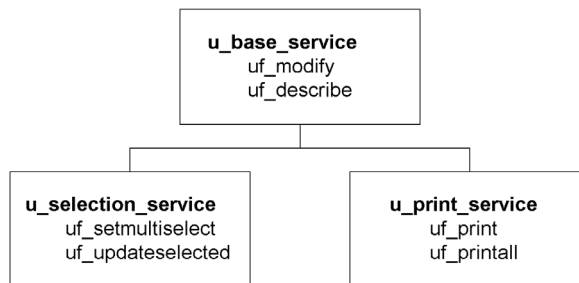 u_base_service
uf_modify
uf_describe
u_selection_service
uf_setmultiselect
uf_updateselected
u_print_service
uf_print
uf_printall